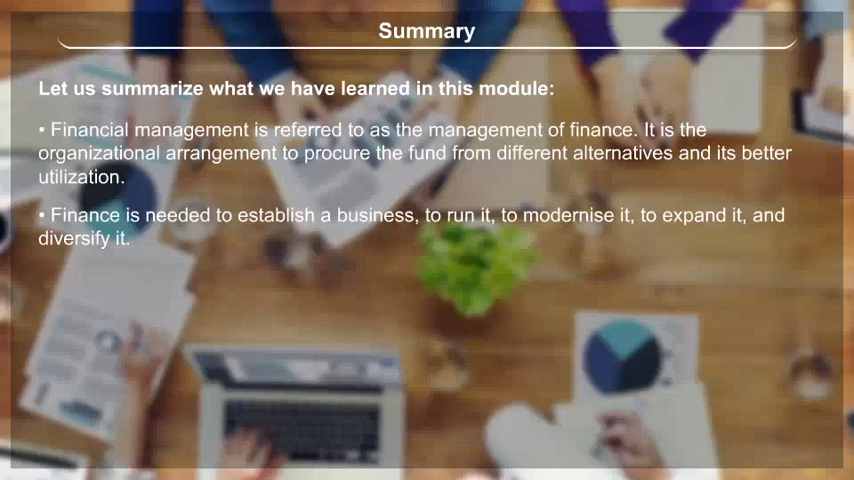 Summary
Let us summarize what we have learned in this module:
• Financial management is referred to as the management of finance. It is the
organizational arrangement to procure the fund from different alternatives and its better
utilization.
• Finance is needed to establish a business, to run it, to modernise it, to expand it, and
diversify it.